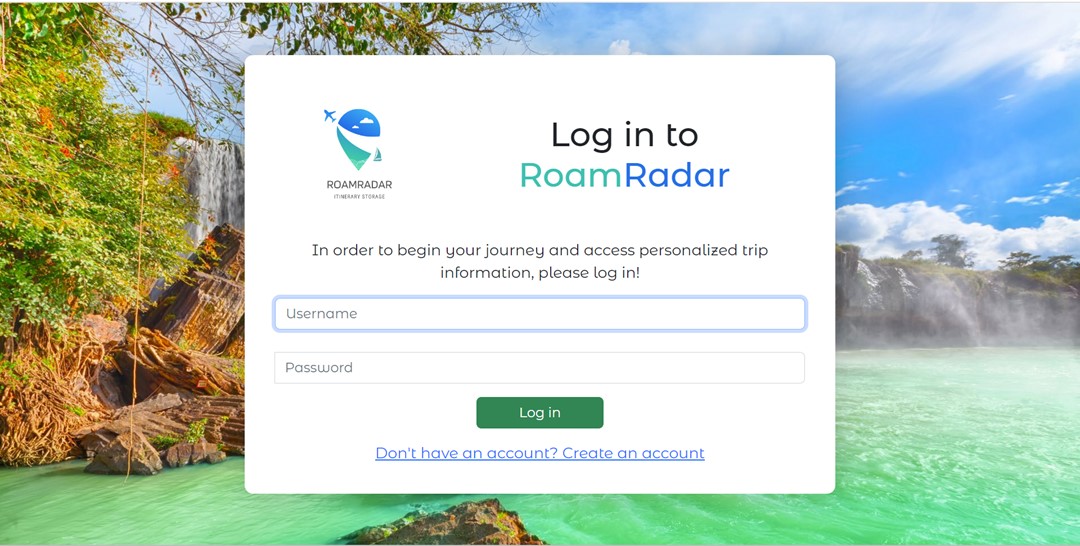 ROAMRADAR
ITINERARY STORAGE
Log in to
RoamRadar
In order to begin your journey and access personalized trip
information, please log in!
Username
Password
Log in
Don't have an account? Create an account